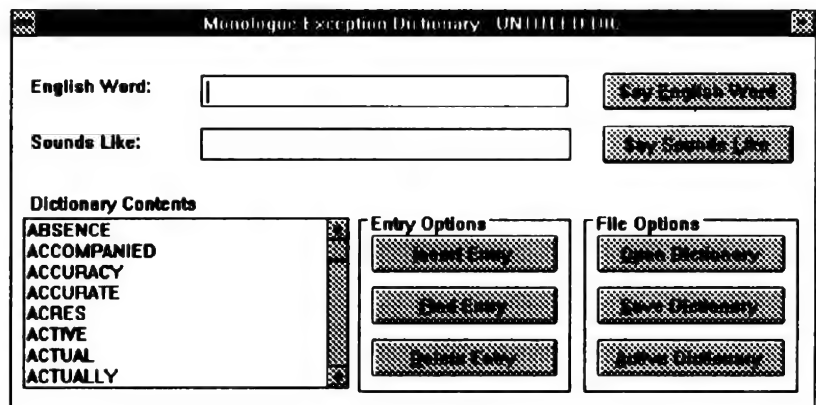 Monologue Exception Dictionary UNTITLED.DIC
English Word:
Say English Word
Sounds Like:
Say Sounds Like
Dictionary Contents
ABSENCE
ACCOMPANIED
ACCURACY
ACCURATE
ACRES
ACTIVE
ACTUAL
ACTUALLY
Entry Options
Insert Entry
Find Entry
Delete Entry
File Options
Open Dictionary
Save Dictionary
Active Dictionary